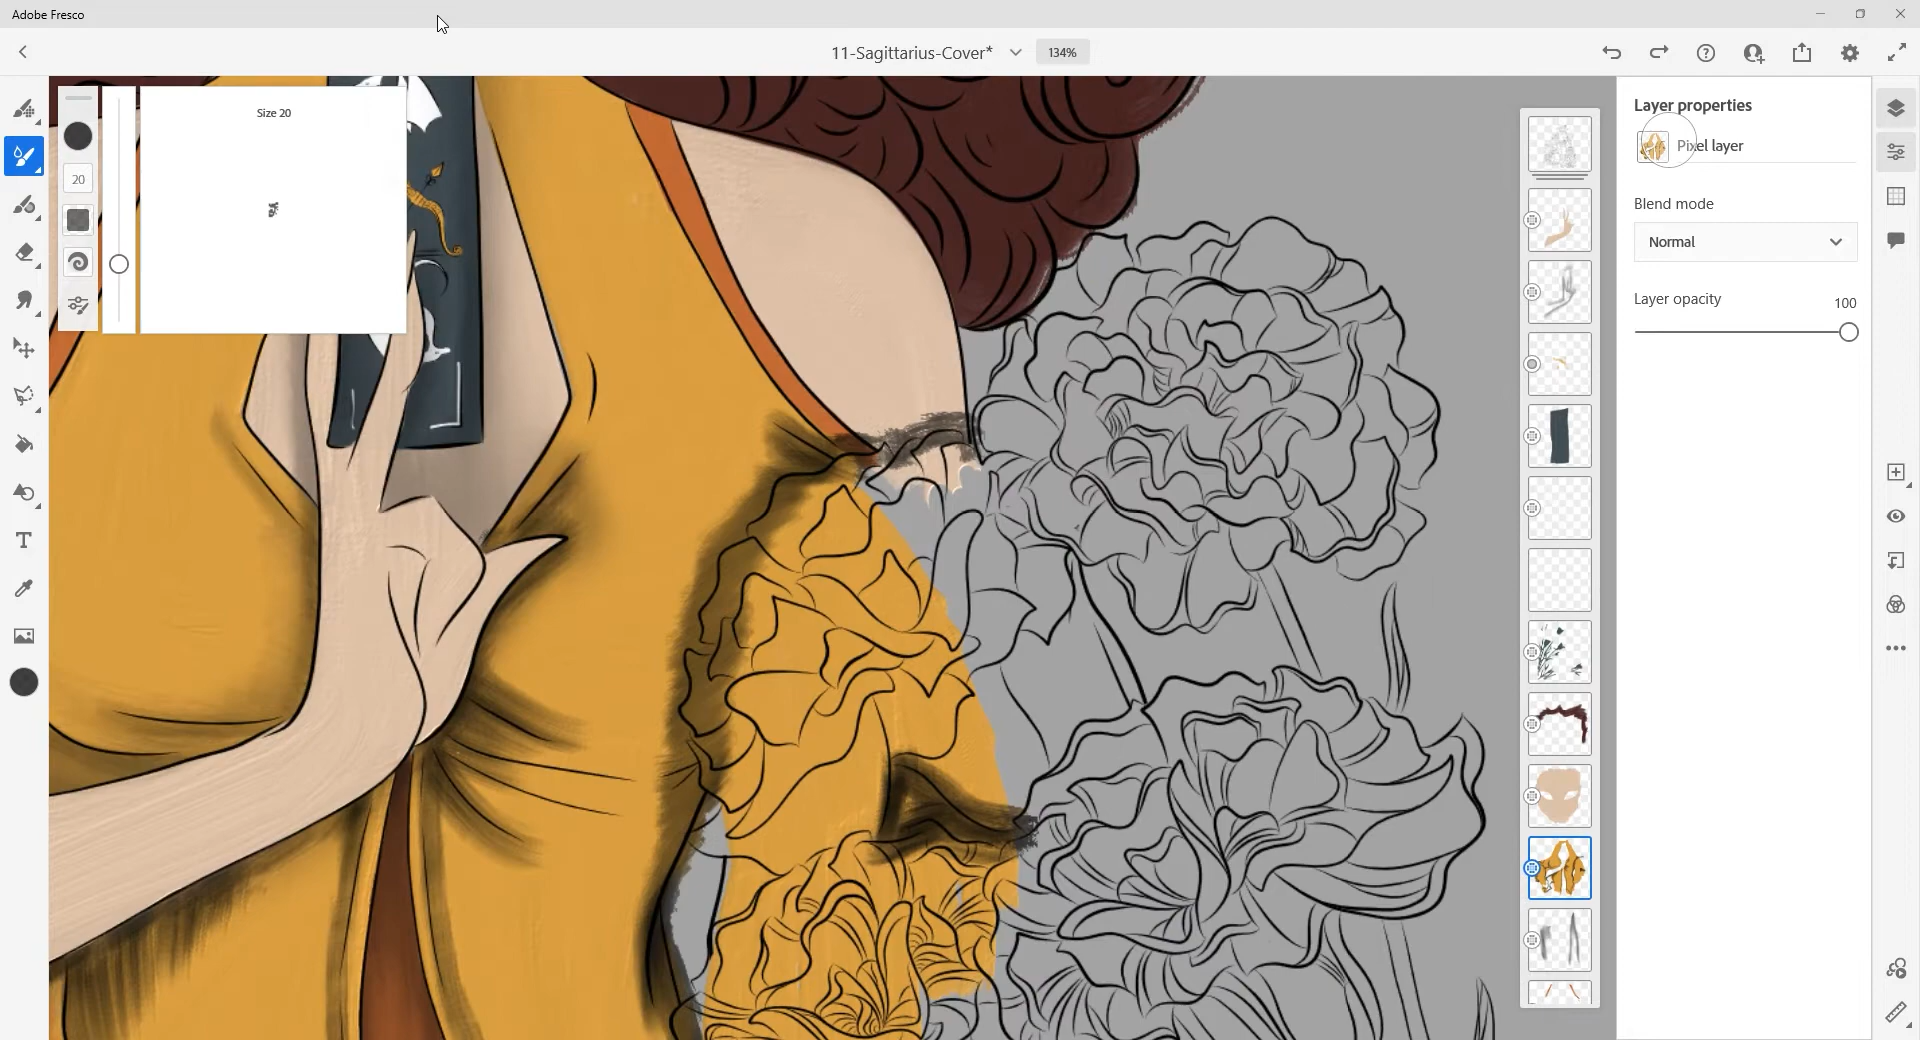 Adobe Fresco
11-Sagittarius-Cover*
134%
Size 20
20
Layer properties
Pixel layer
Blend mode
Normal
Layer opacity
100